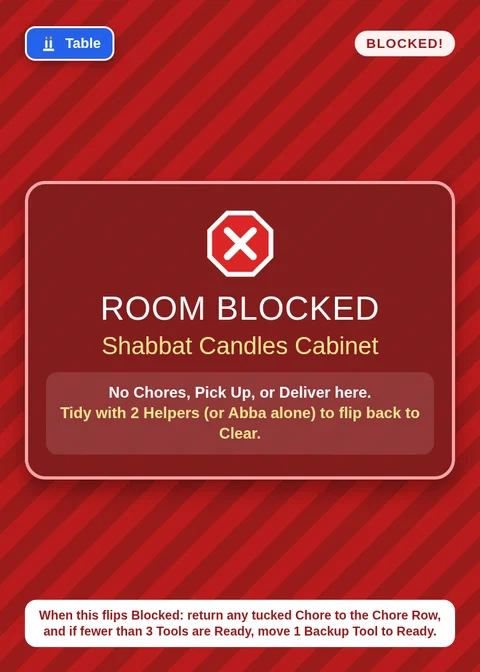 Table
BLOCKED!
ROOM BLOCKED
Shabbat Candles Cabinet
No Chores, Pick Up, or Deliver here.
Tidy with 2 Helpers (or Abba alone) to flip back to
Clear.
When this flips Blocked: return any tucked Chore to the Chore Row,
and if fewer than 3 Tools are Ready, move 1 Backup Tool to Ready.